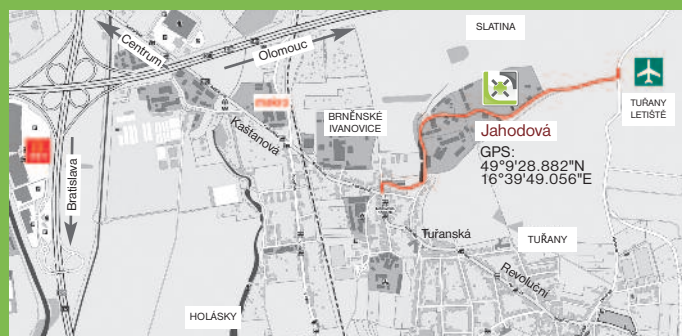 SLATINA
Centrum
Olomouc
TUŘANY
LETIŠTĚ
makro
BRNĚNSKÉ
IVANOVICE
Kaštanová
Jahodová
GPS:
49°9'28.882"N
16°39'49.056"E
Bratislava
Tuřanská
TUŘANY
Revoluční
HOLÁSKY